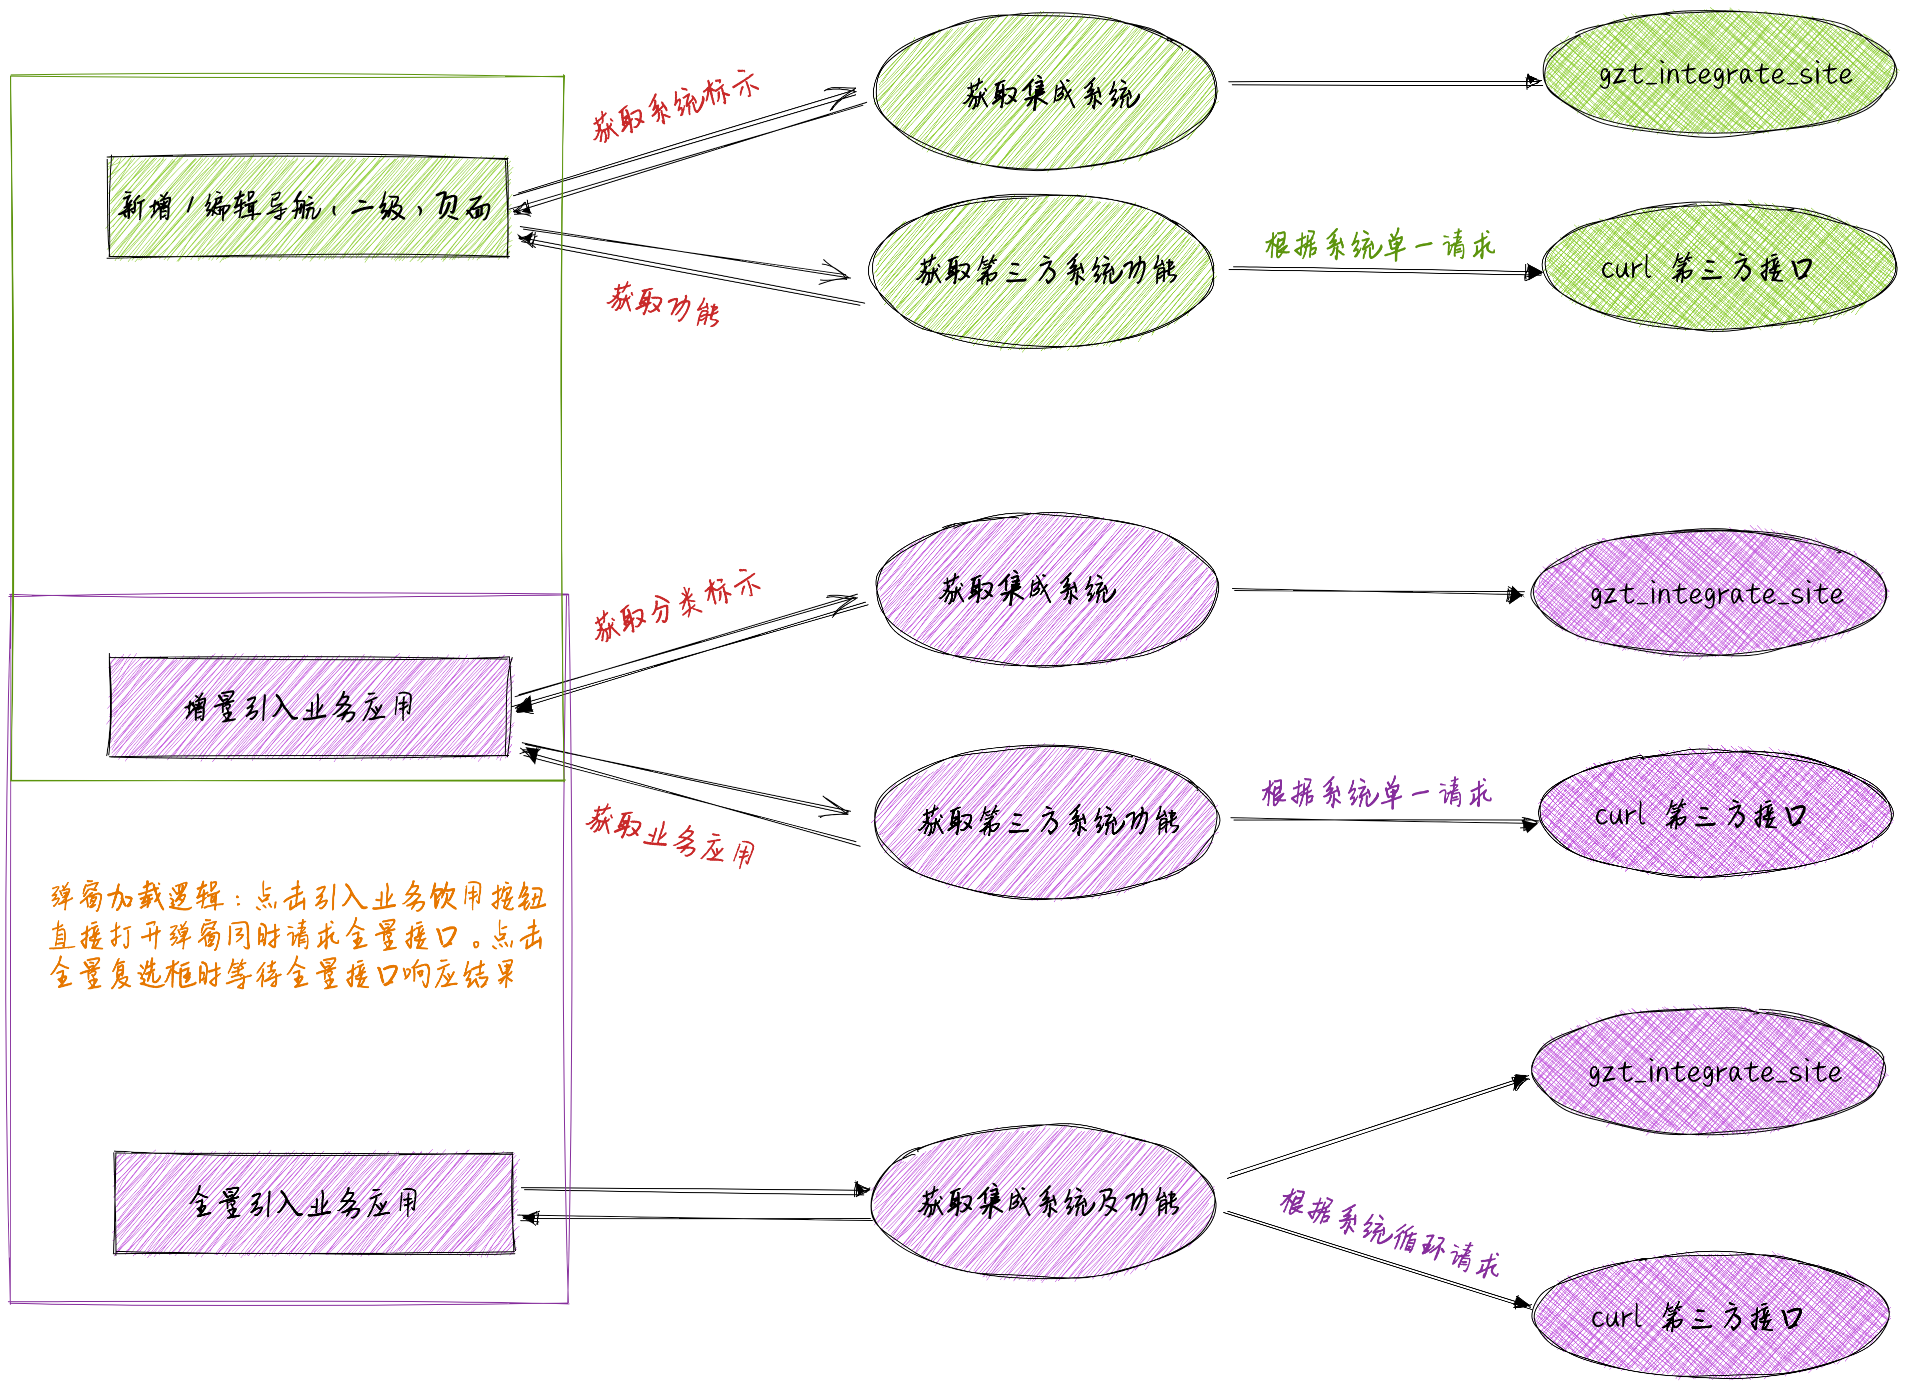 获取系统标示
获取集成系统
gzt_integrate_site
新增/编辑导航、二级、页面
获取功能
获取第三方系统功能
根据系统单一请求
curl 第三方接口
获取分类标示
获取集成系统
gzt_integrate_site
增量引入业务应用
获取业务应用
获取第三方系统功能
根据系统单一请求
curl 第三方接口
弹窗加载逻辑：点击引入业务饮用按钮
直接打开弹窗同时请求全量接口。点击
全量复选框时等待全量接口响应结果
gzt_integrate_site
全量引入业务应用
获取集成系统及功能
根据系统循环请求
curl 第三方接口